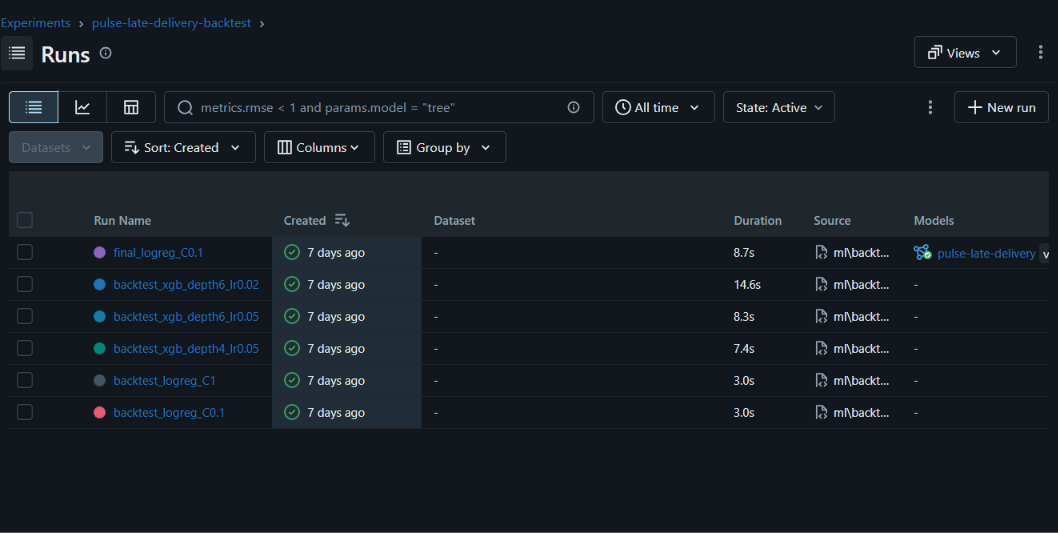 Experiments › pulse-late-delivery-backtest ›
Runs
Views
metrics.rmse < 1 and params.model = "tree"
All time
State: Active
New run
Datasets
Sort: Created
Columns
Group by
Run Name Created Dataset Duration Source Models
final_logreg_C0.1 7 days ago - 8.7s ml\backt... pulse-late-delivery v
backtest_xgb_depth6_lr0.02 7 days ago - 14.6s ml\backt... -
backtest_xgb_depth6_lr0.05 7 days ago - 8.3s ml\backt... -
backtest_xgb_depth4_lr0.05 7 days ago - 7.4s ml\backt... -
backtest_logreg_C1 7 days ago - 3.0s ml\backt... -
backtest_logreg_C0.1 7 days ago - 3.0s ml\backt... -